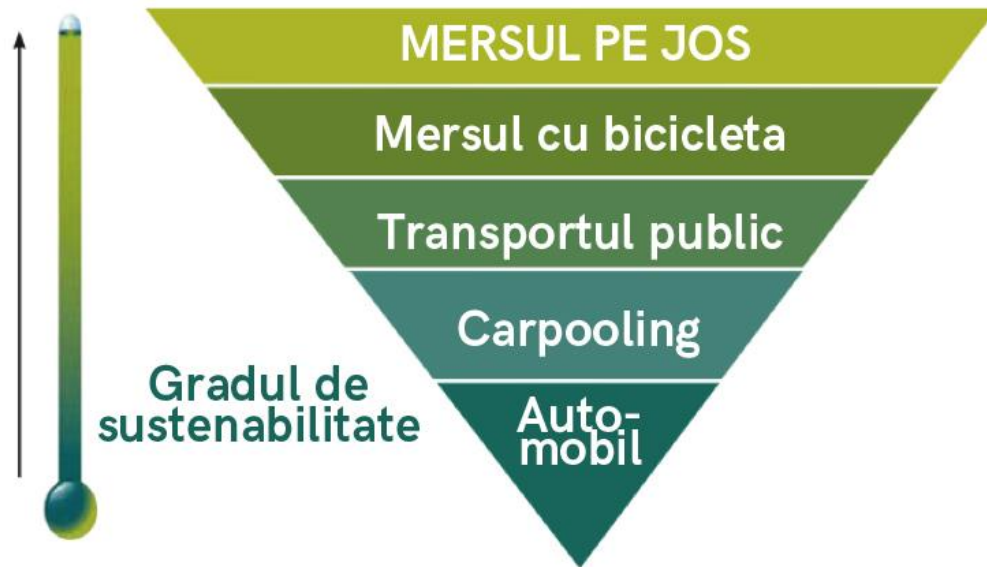 MERSUL PE JOS
Mersul cu bicicleta
Transportul public
Carpooling
Gradul de
sustenabilitate
Auto-
mobil